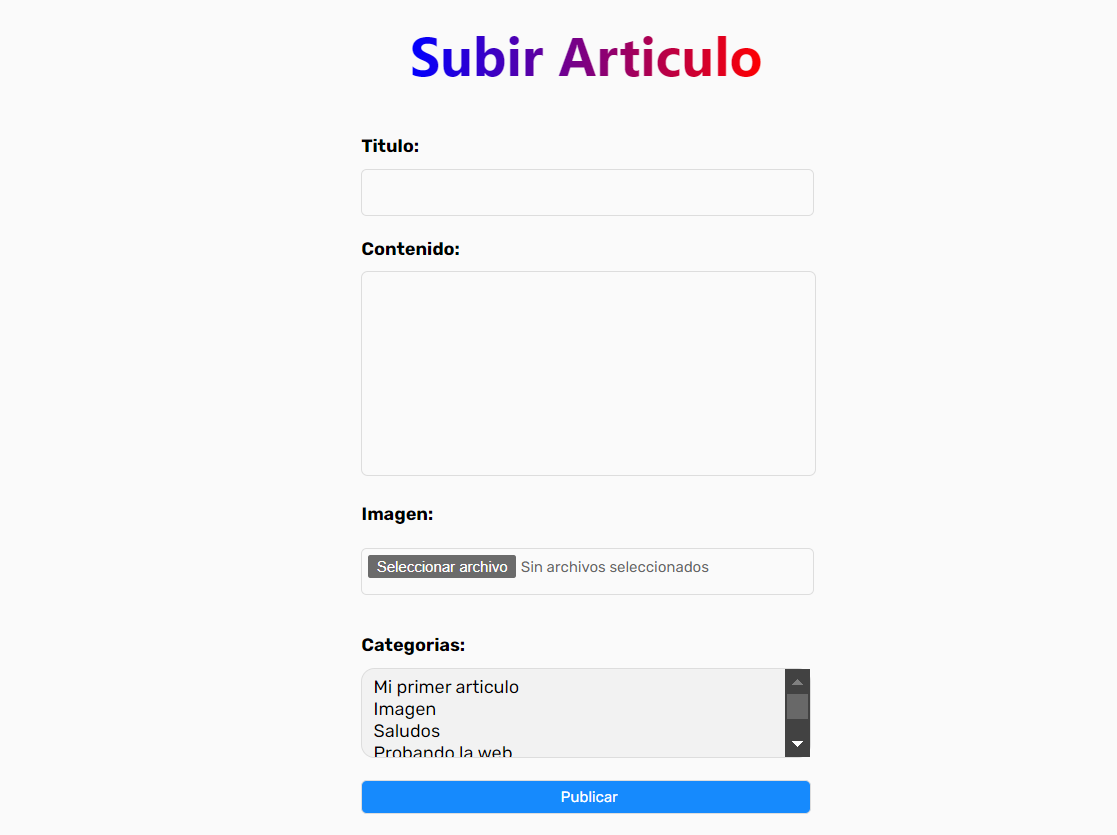 Subir Articulo
Titulo:
Contenido:
Imagen:
Seleccionar archivo Sin archivos seleccionados
Categorias:
Mi primer articulo
Imagen
Saludos
Probando la web
Publicar